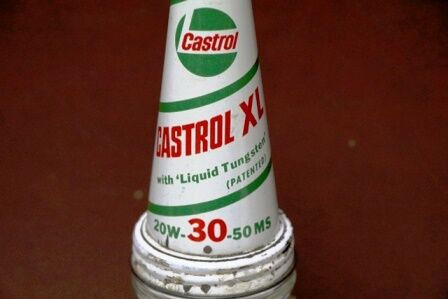 Castrol
CASTROL XL
with 'Liquid Tungsten'
(PATENTED)
20W-30-50 MS